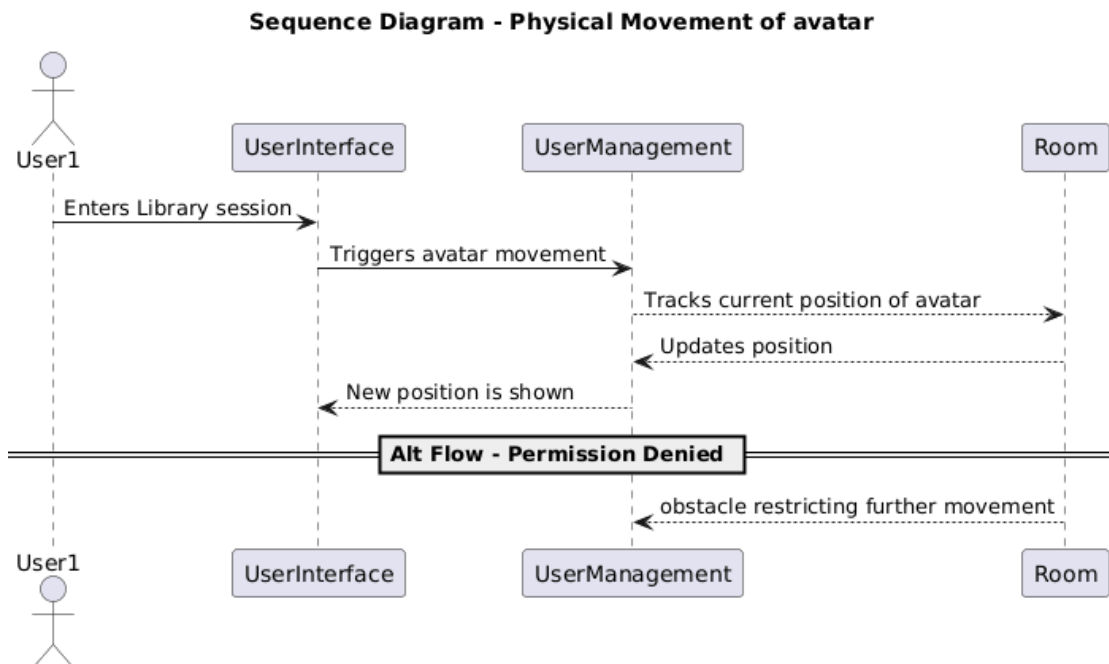 Sequence Diagram - Physical Movement of avatar
User1
UserInterface
UserManagement
Room
Enters Library session
Triggers avatar movement
Tracks current position of avatar
Updates position
New position is shown
Alt Flow - Permission Denied
obstacle restricting further movement
User1
UserInterface
UserManagement
Room